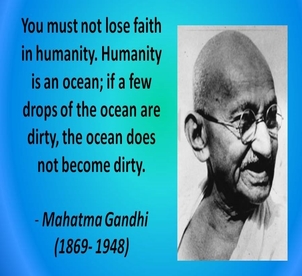 You must not lose faith
in humanity. Humanity
is an ocean; if a few
drops of the ocean are
dirty, the ocean does
not become dirty.
- Mahatma Gandhi
(1869- 1948)